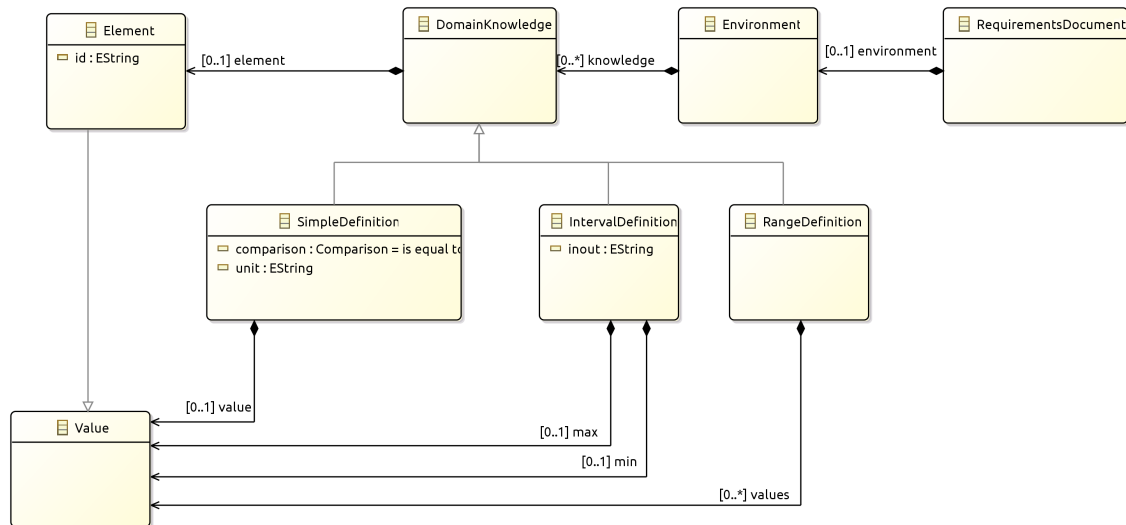 Element
id : EString
[0..1] element
DomainKnowledge
[0..*] knowledge
Environment
[0..1] environment
RequirementsDocument
SimpleDefinition
comparison : Comparison = is equal to
unit : EString
IntervalDefinition
inout : EString
RangeDefinition
[0..1] value
[0..1] max
[0..1] min
[0..*] values
Value